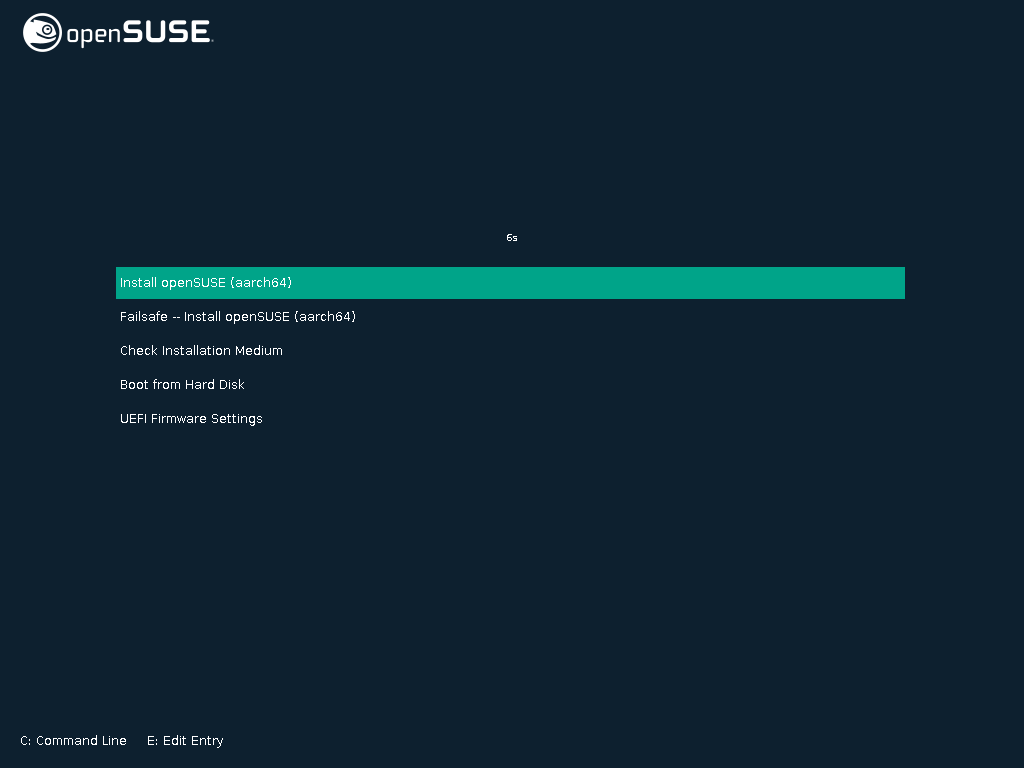 openSUSE
6s
Install openSUSE (aarch64)
Failsafe -- Install openSUSE (aarch64)
Check Installation Medium
Boot from Hard Disk
UEFI Firmware Settings
C: Command Line E: Edit Entry